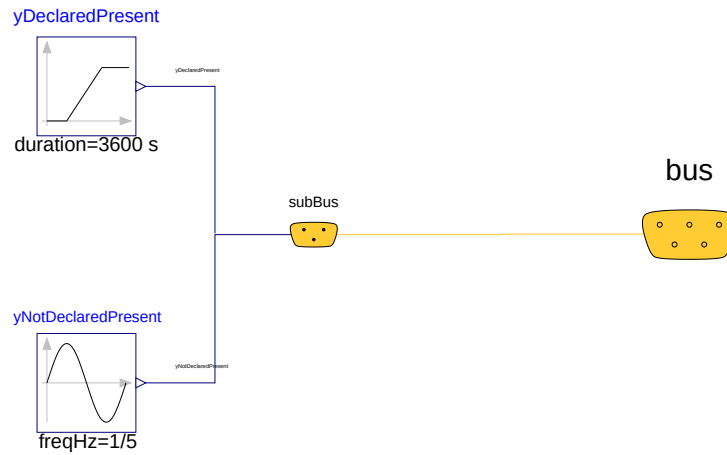 yDeclaredPresent
yDeclaredPresent
duration=3600 s
bus
subBus
yNotDeclaredPresent
yNotDeclaredPresent
freqHz=1/5